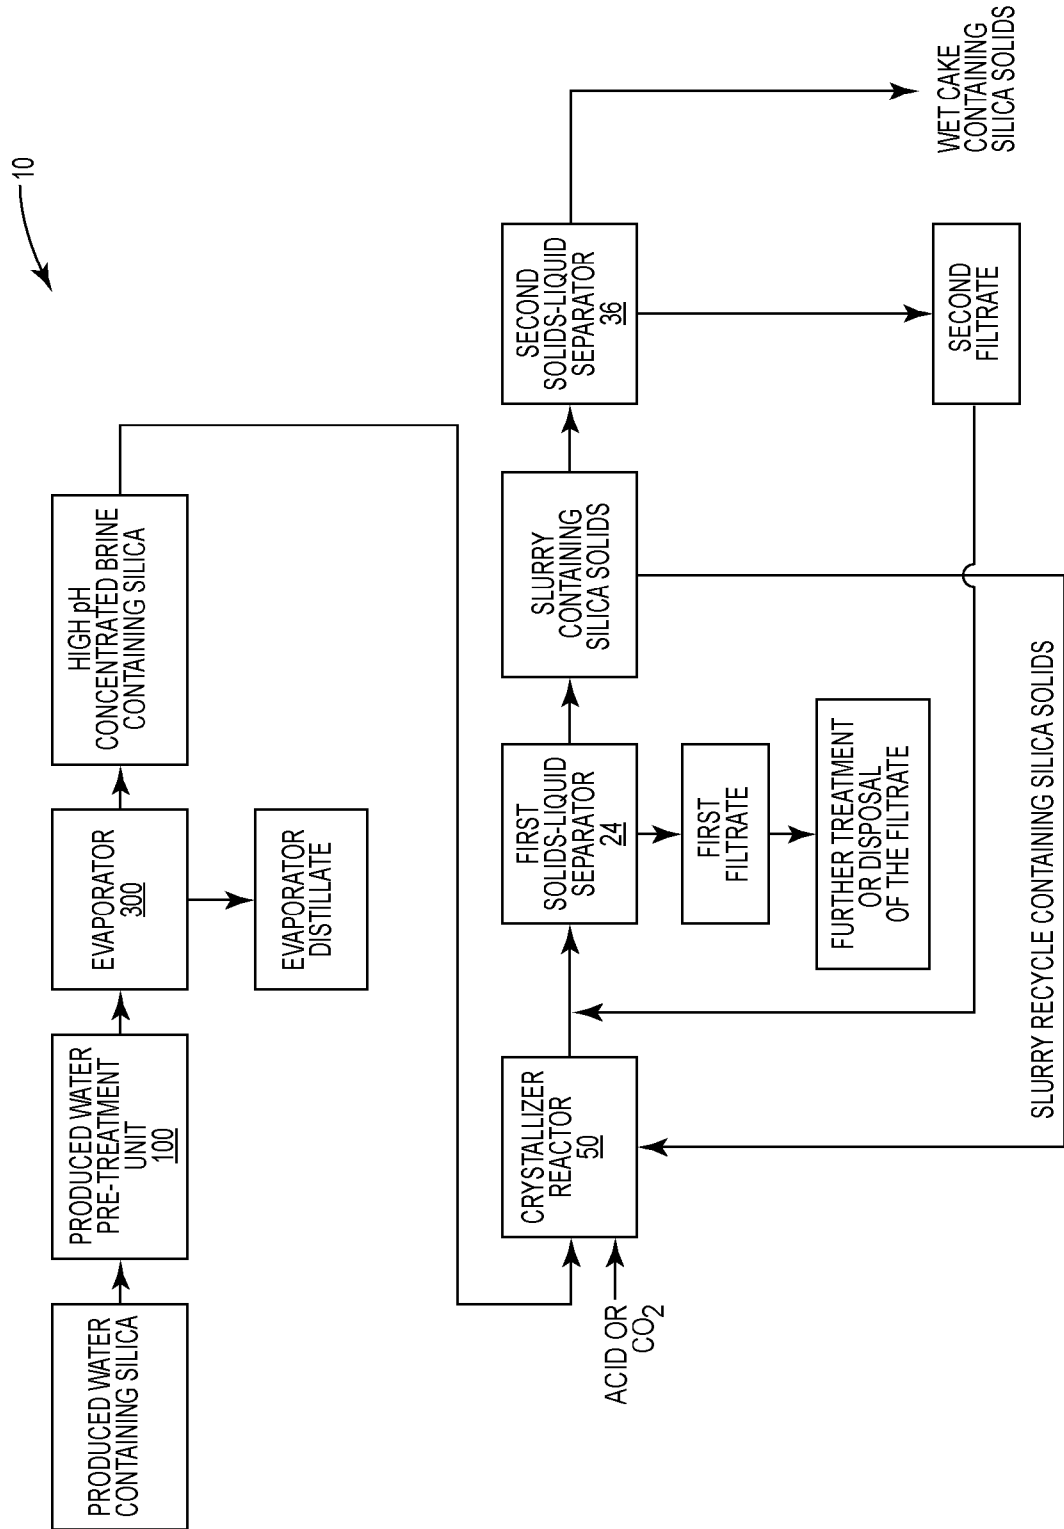 10
PRODUCED WATER
CONTAINING SILICA
PRODUCED WATER
PRE-TREATMENT
UNIT
100
EVAPORATOR
300
HIGH pH
CONCENTRATED BRINE
CONTAINING SILICA
EVAPORATOR
DISTILLATE
ACID OR
CO2
CRYSTALLIZER
REACTOR
50
FIRST
SOLIDS-LIQUID
SEPARATOR
24
SLURRY
CONTAINING
SILICA SOLIDS
SECOND
SOLIDS-LIQUID
SEPARATOR
36
FIRST
FILTRATE
FURTHER TREATMENT
OR DISPOSAL
OF THE FILTRATE
SECOND
FILTRATE
WET CAKE
CONTAINING
SILICA SOLIDS
SLURRY RECYCLE CONTAINING SILICA SOLIDS